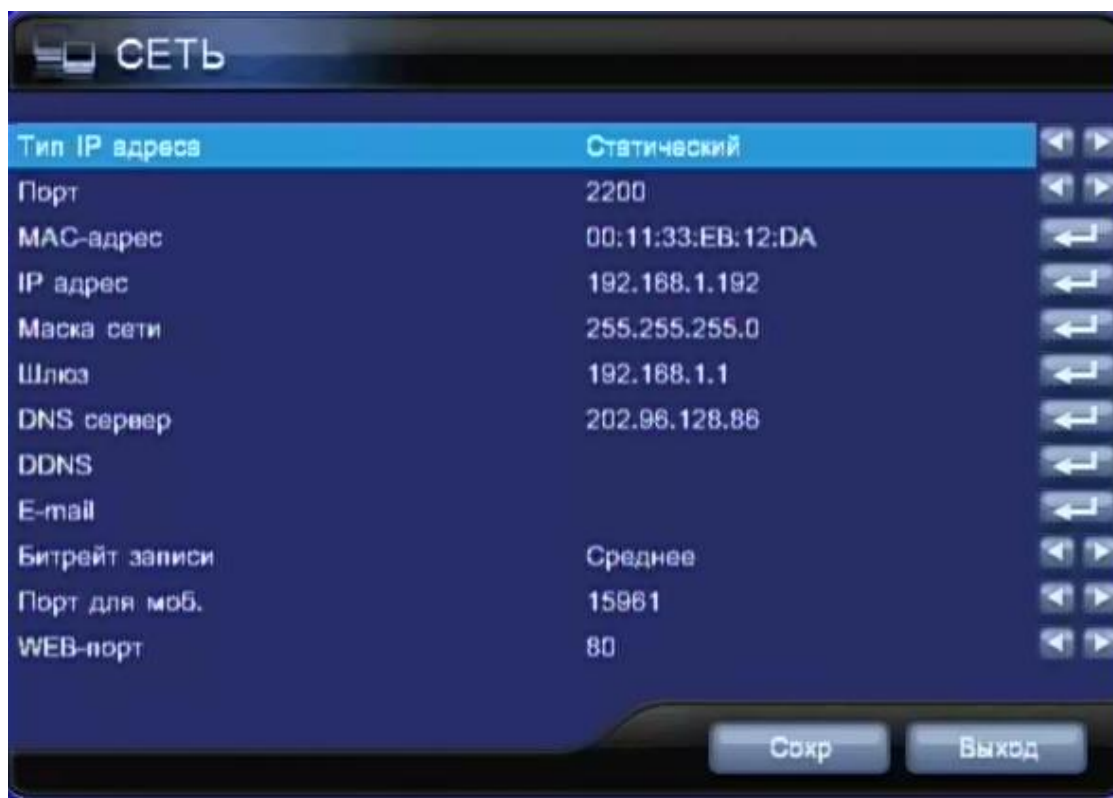 СЕТЬ
Тип IP адреса Статический
Порт 2200
MAC-адрес 00:11:33:EB:12:DA
IP адрес 192.168.1.192
Маска сети 255.255.255.0
Шлюз 192.168.1.1
DNS сервер 202.96.128.86
DDNS
E-mail
Битрейт записи Среднее
Порт для моб. 15961
WEB-порт 80
Сохр Выход